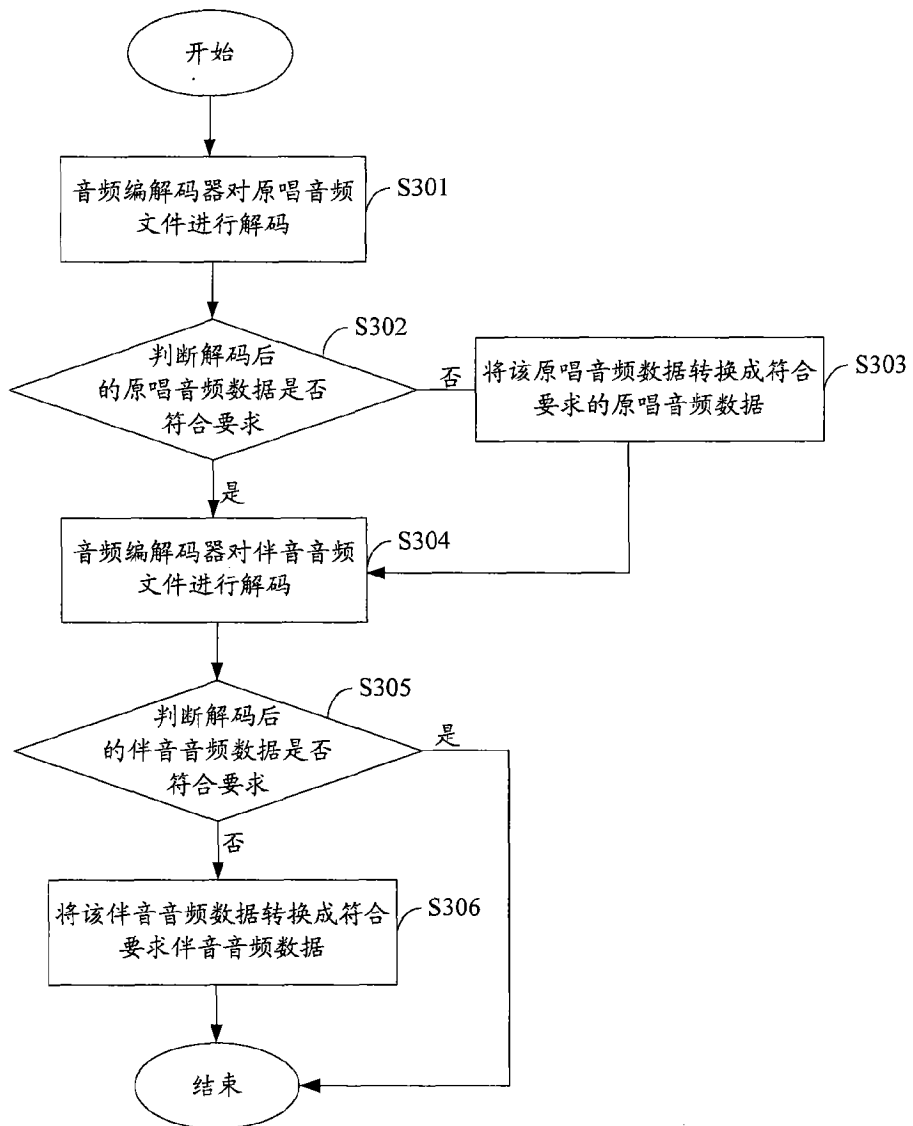 开始
音频编解码器对原唱音频
文件进行解码
S301
判断解码后
的原唱音频数据是否
符合要求
S302
否
将该原唱音频数据转换成符合
要求的原唱音频数据
S303
是
音频编解码器对伴音音频
文件进行解码
S304
判断解码后
的伴音音频数据是否
符合要求
S305
是
否
将该伴音音频数据转换成符合
要求伴音音频数据
S306
结束